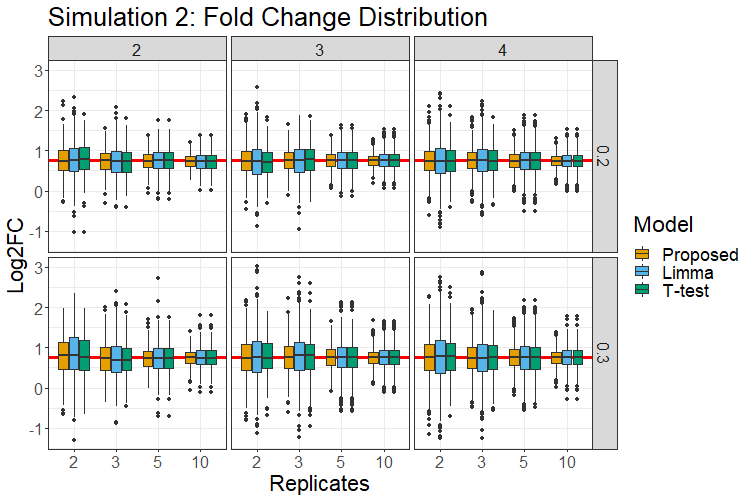 Simulation 2: Fold Change Distribution
2 3 4
3
2
1
0
-1
0.2
3
2
1
0
-1
0.3
2 3 5 10 2 3 5 10 2 3 5 10
Replicates
Log2FC
Model
Proposed
Limma
T-test